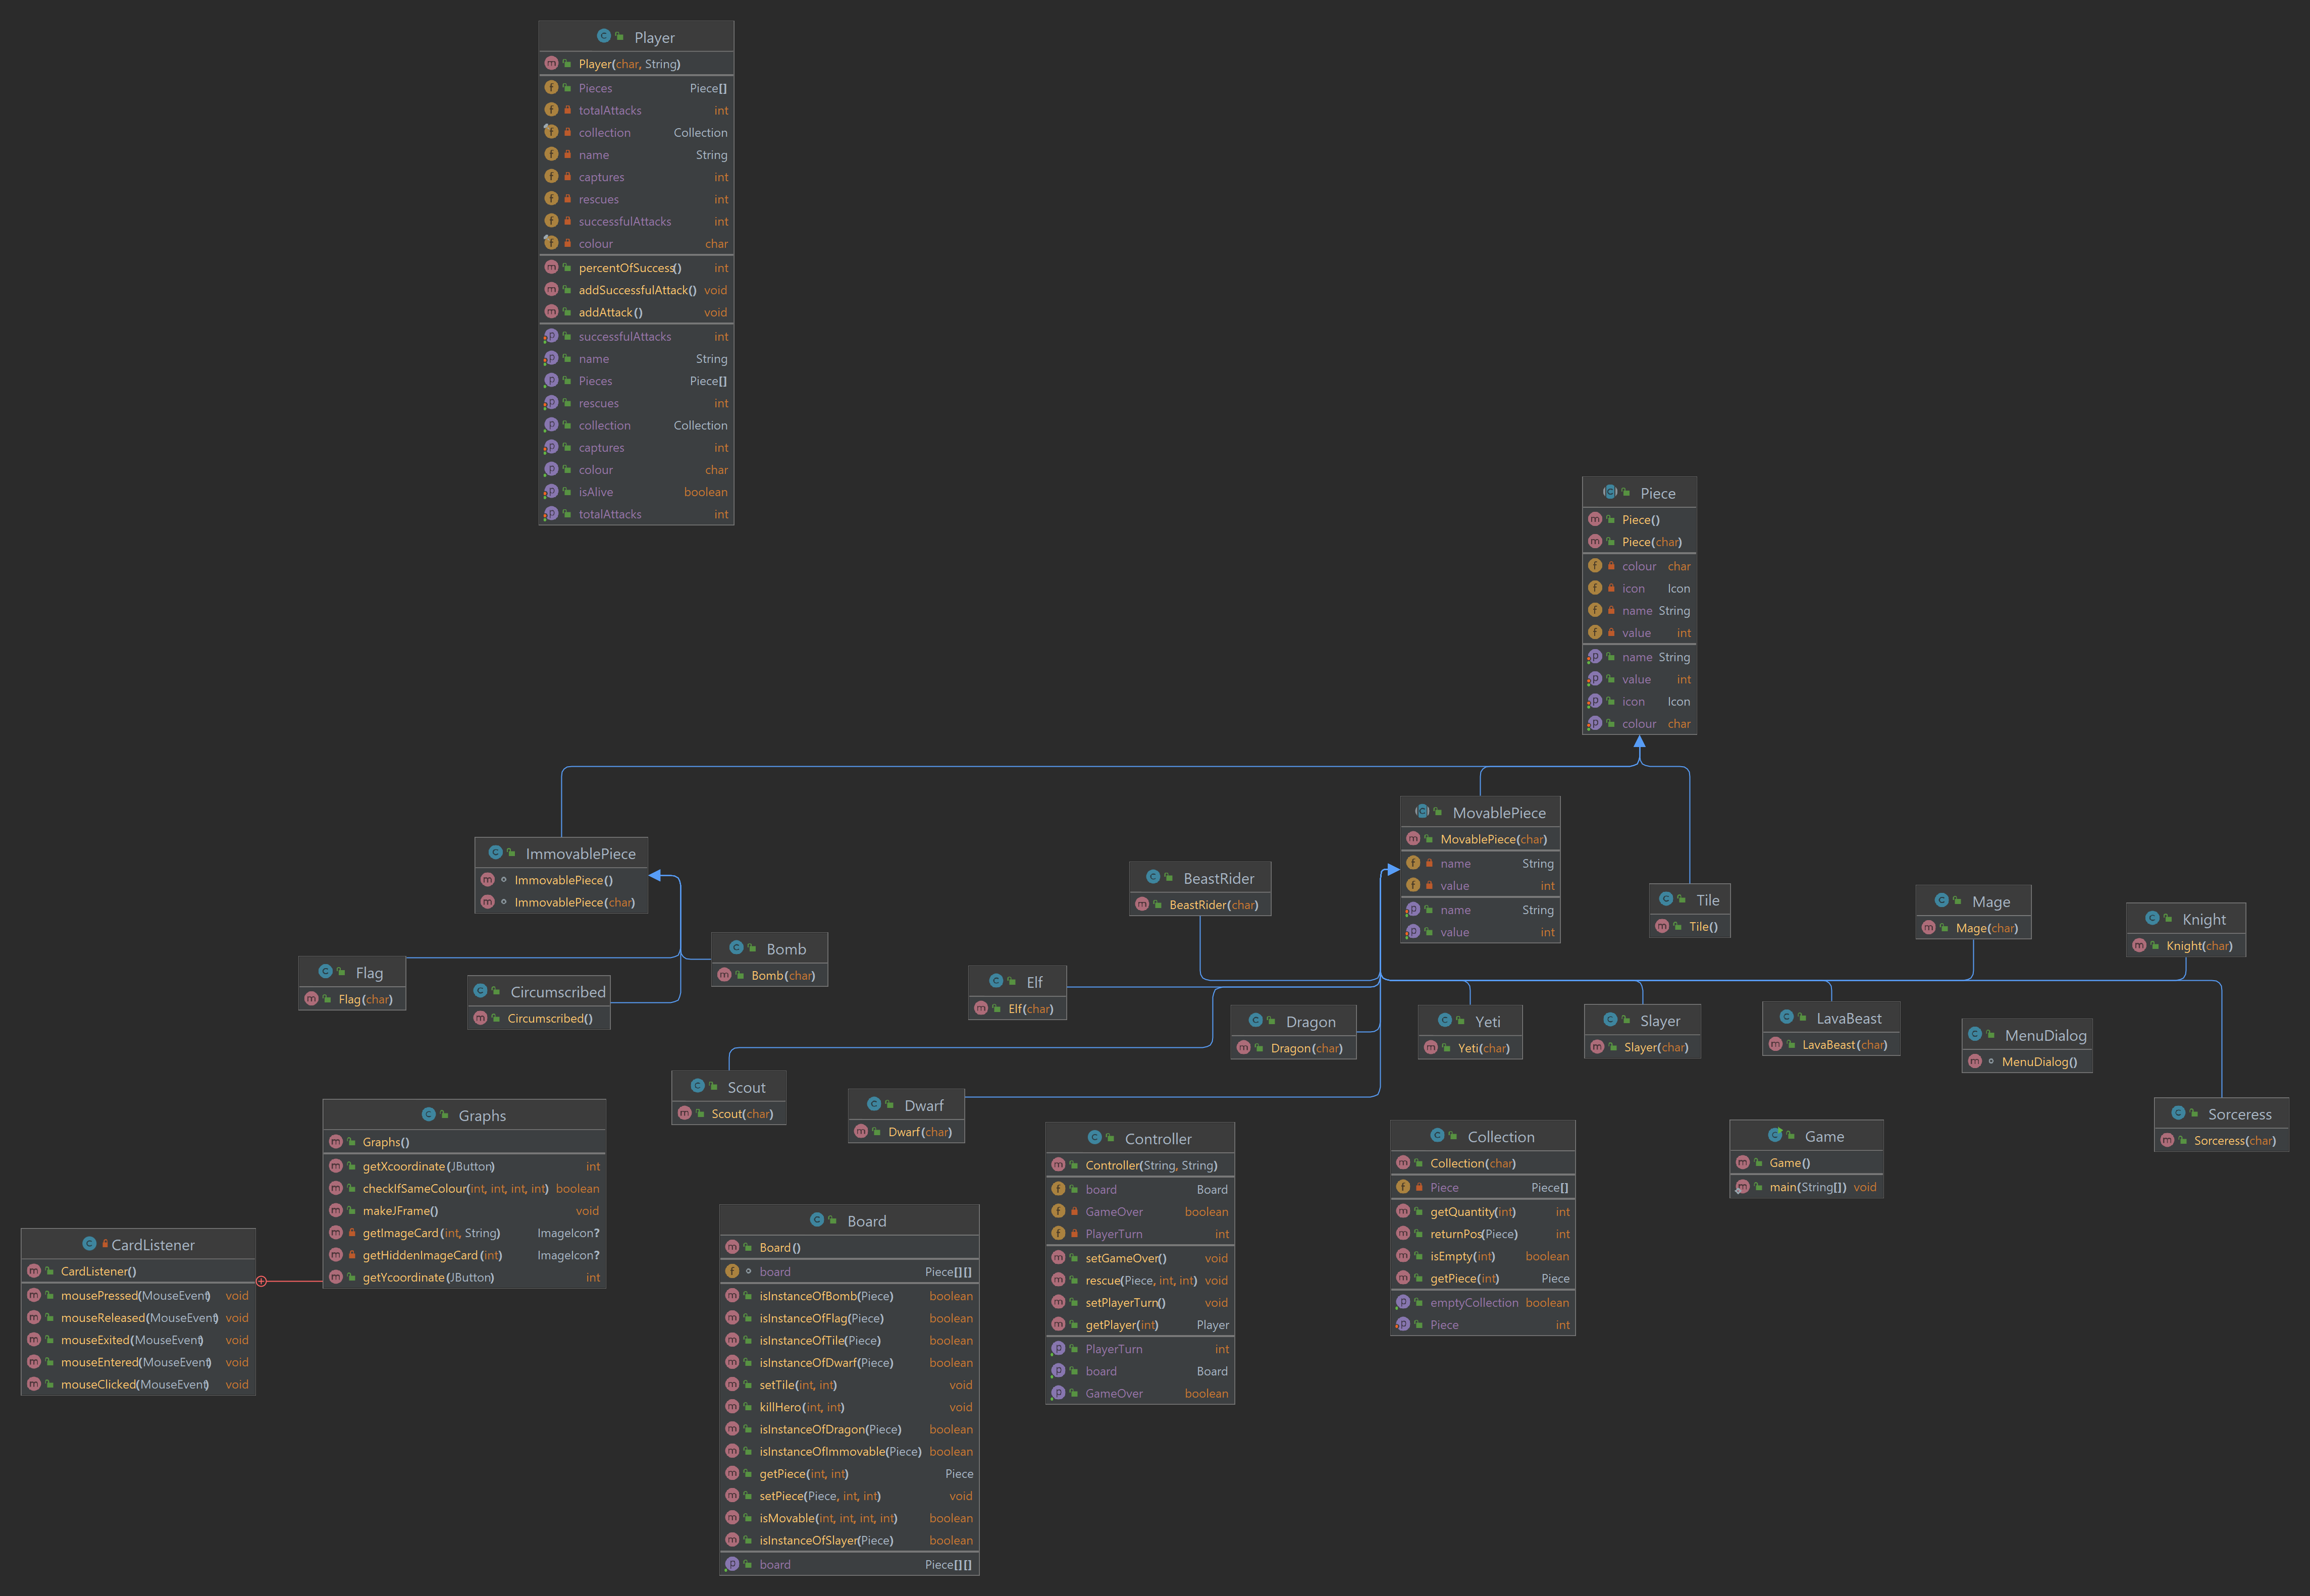 Player
Player(char, String)
Pieces Piece[]
totalAttacks int
collection Collection
name String
captures int
rescues int
successfulAttacks int
colour char
percentOfSuccess() int
addSuccessfulAttack() void
addAttack() void
successfulAttacks int
name String
Pieces Piece[]
rescues int
collection Collection
captures int
colour char
isAlive boolean
totalAttacks int
Piece
Piece()
Piece(char)
colour char
icon Icon
name String
value int
name String
value int
icon Icon
colour char
ImmovablePiece
ImmovablePiece()
ImmovablePiece(char)
MovablePiece
MovablePiece(char)
name String
value int
name String
value int
BeastRider
BeastRider(char)
Tile
Tile()
Mage
Mage(char)
Knight
Knight(char)
Flag
Flag(char)
Circumscribed
Circumscribed()
Bomb
Bomb(char)
Elf
Elf(char)
Dragon
Dragon(char)
Yeti
Yeti(char)
Slayer
Slayer(char)
LavaBeast
LavaBeast(char)
MenuDialog
MenuDialog()
Scout
Scout(char)
Dwarf
Dwarf(char)
Sorceress
Sorceress(char)
Graphs
Graphs()
getXcoordinate(JButton) int
checkIfSameColour(int, int, int, int) boolean
makeJFrame() void
getImageCard(int, String) ImageIcon?
getHiddenImageCard(int) ImageIcon?
getYcoordinate(JButton) int
CardListener
CardListener()
mousePressed(MouseEvent) void
mouseReleased(MouseEvent) void
mouseExited(MouseEvent) void
mouseEntered(MouseEvent) void
mouseClicked(MouseEvent) void
Board
Board()
board Piece[][]
isInstanceOfBomb(Piece) boolean
isInstanceOfFlag(Piece) boolean
isInstanceOfTile(Piece) boolean
isInstanceOfDwarf(Piece) boolean
setTile(int, int) void
killHero(int, int) void
isInstanceOfDragon(Piece) boolean
isInstanceOfImmovable(Piece) boolean
getPiece(int, int) Piece
setPiece(Piece, int, int) void
isMovable(int, int, int, int) boolean
isInstanceOfSlayer(Piece) boolean
board Piece[][]
Controller
Controller(String, String)
board Board
GameOver boolean
PlayerTurn int
setGameOver() void
rescue(Piece, int, int) void
setPlayerTurn() void
getPlayer(int) Player
PlayerTurn int
board Board
GameOver boolean
Collection
Collection(char)
Piece Piece[]
getQuantity(int) int
returnPos(Piece) int
isEmpty(int) boolean
getPiece(int) Piece
emptyCollection boolean
Piece int
Game
Game()
main(String[]) void